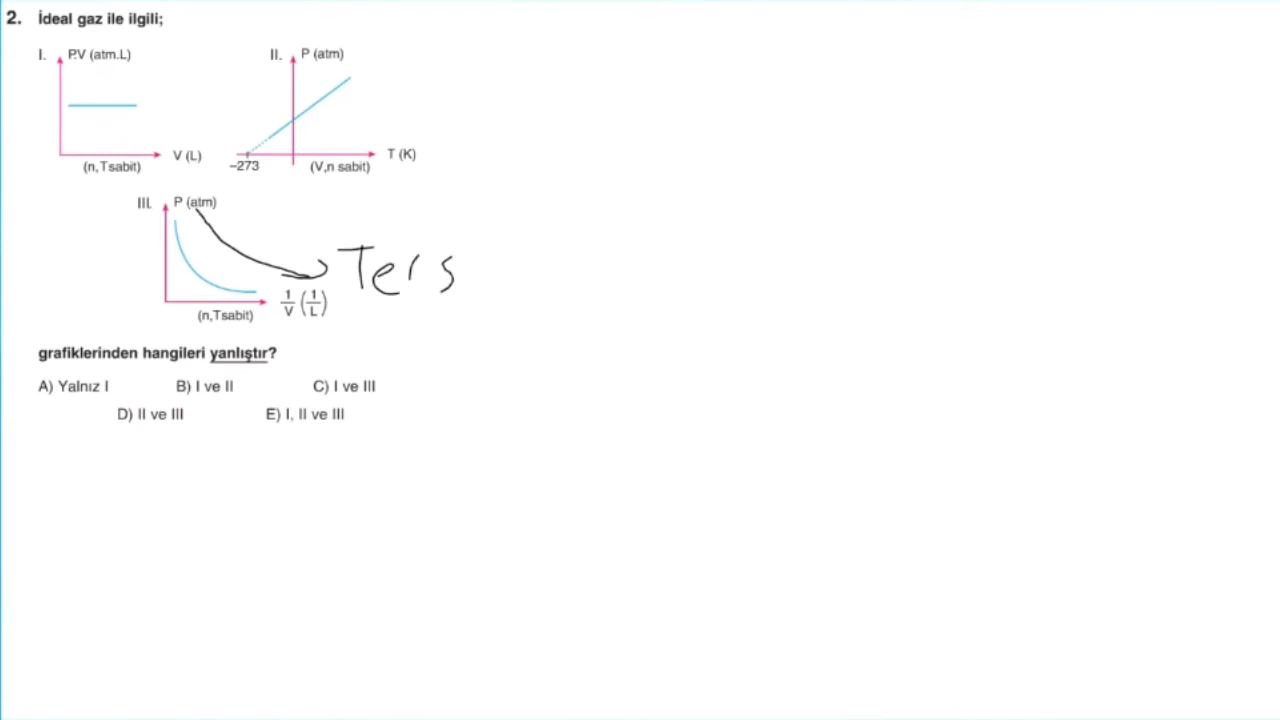 2. İdeal gaz ile ilgili;
I. P.V (atm.L)
II. P (atm)
V (L)
(n,Tsabit)
–273
(V,n sabit)
T (K)
III. P (atm)
Ters
1/V (1/L)
(n,Tsabit)
grafiklerinden hangileri yanlıştır?
A) Yalnız I B) I ve II C) I ve III
D) II ve III E) I, II ve III